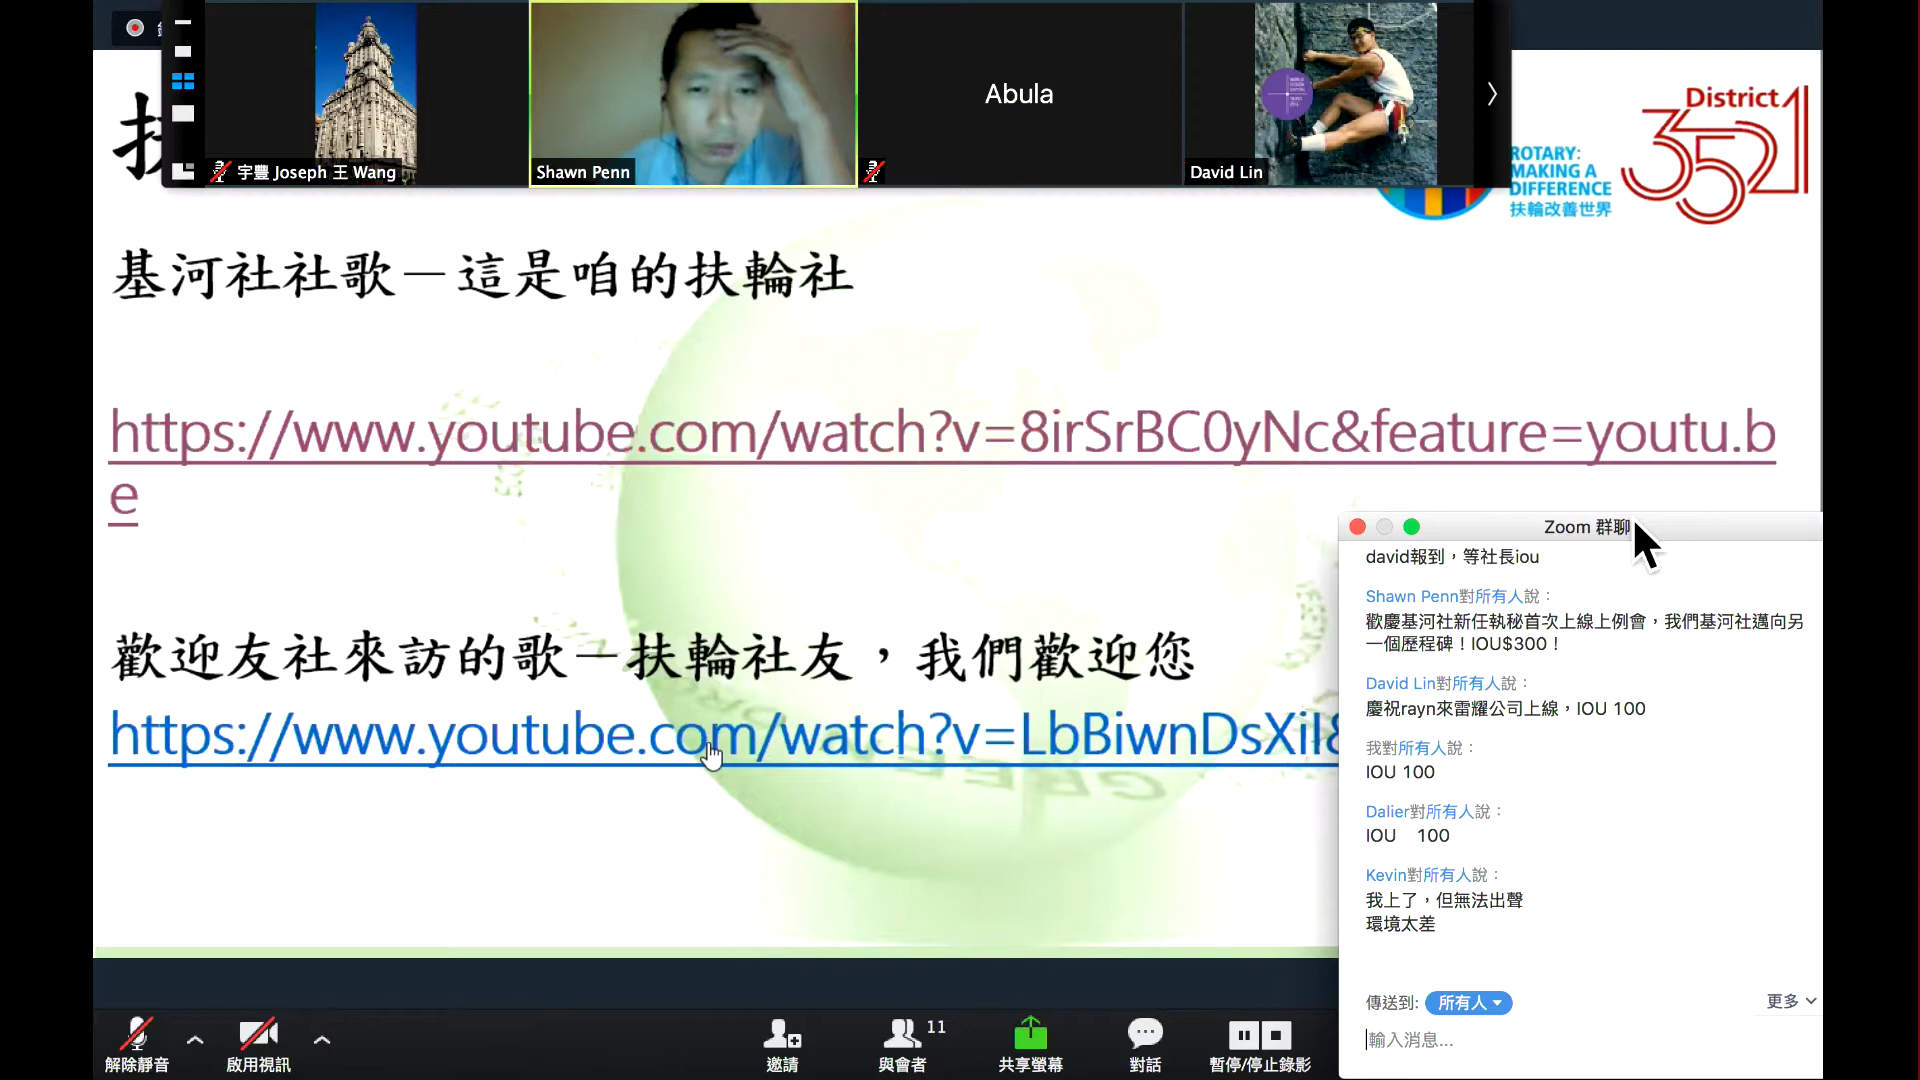 宇豐 Joseph 王 Wang
Shawn Penn
Abula
David Lin
District
3521
ROTARY:
MAKING A
DIFFERENCE
扶輪改善世界
基河社社歌－這是咱的扶輪社
https://www.youtube.com/watch?v=8irSrBC0yNc&feature=youtu.b
e
歡迎友社來訪的歌－扶輪社友，我們歡迎您
https://www.youtube.com/watch?v=LbBiwnDsXiI&
Zoom 群聊
david報到，等社長iou
Shawn Penn對所有人說：
歡慶基河社新任執秘首次上線上例會，我們基河社邁向另
一個歷程碑！IOU$300！
David Lin對所有人說：
慶祝rayn來雷耀公司上線，IOU 100
我對所有人說：
IOU 100
Dalier對所有人說：
IOU 100
Kevin對所有人說：
我上了，但無法出聲
環境太差
傳送到: 所有人 更多
輸入消息...
解除靜音
啟用視訊
邀請
11
與會者
共享螢幕
對話
暫停/停止錄影